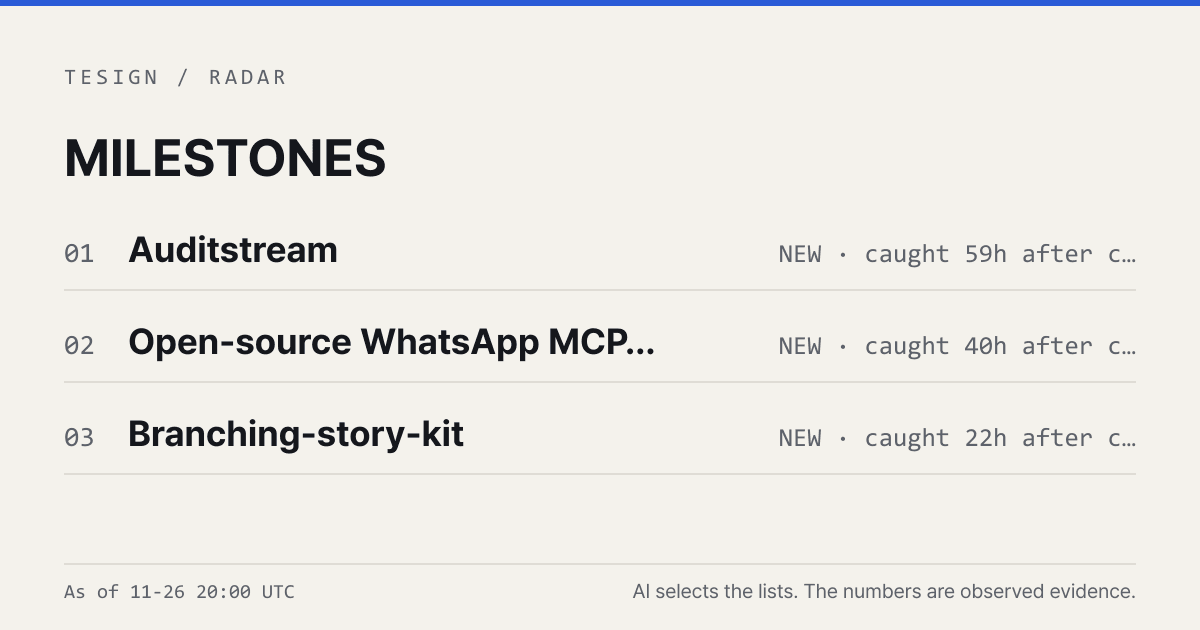 TESIGN / RADAR
MILESTONES
01 Auditstream NEW · caught 59h after c…
02 Open-source WhatsApp MCP... NEW · caught 40h after c…
03 Branching-story-kit NEW · caught 22h after c…
As of 11-26 20:00 UTC AI selects the lists. The numbers are observed evidence.